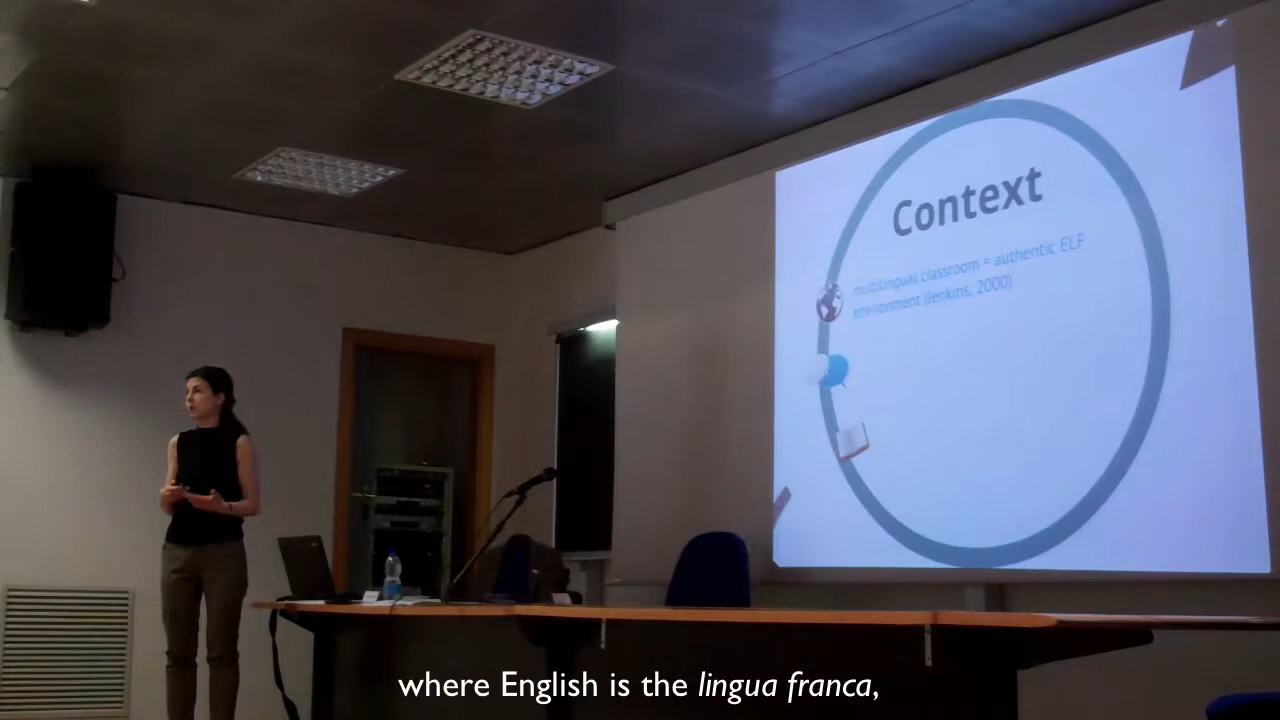 Context
multilingual classroom = authentic ELF
environment (Jenkins, 2000)
where English is the lingua franca,